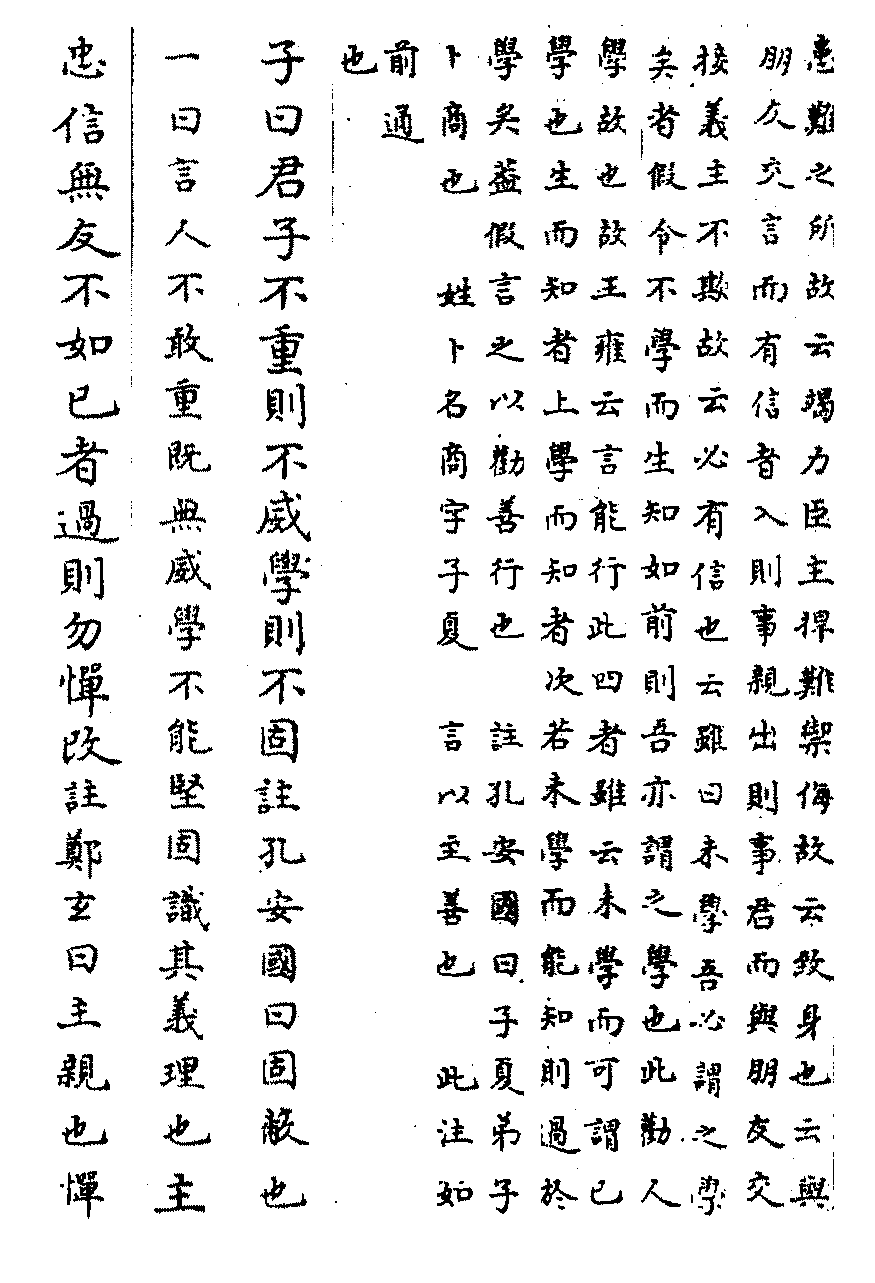 患難之所故云竭力臣主捍難禦侮故云致身也云與
朋友交言而有信者入則事親出則事君而與朋友交
接義主不欺故云必有信也云雖曰未學吾必謂之學
矣者假令不學而生知如前則吾亦謂之學也此勸人
學故也故王雍云言能行此四者雖云未學而可謂已
學也生而知者上學而知者次若未學而能知則過於
學矣蓋假言之以勸善行也 註孔安國曰子夏弟子
卜商也 姓卜名商字子夏 言以主善也 此注如
前通
也
子曰君子不重則不威學則不固註孔安國曰固蔽也
一曰言人不敢重既無威學不能堅固識其義理也主
忠信無友不如已者過則勿憚改註鄭玄曰主親也憚